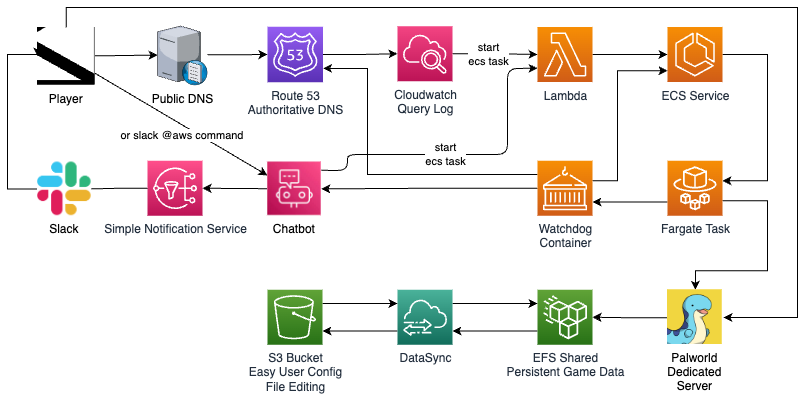 start
ecs task
Player
Public DNS
53
Route 53
Authoritative DNS
Cloudwatch
Query Log
Lambda
ECS Service
or slack @aws command
start
ecs task
Slack
Simple Notification Service
Chatbot
Watchdog
Container
Fargate Task
S3 Bucket
Easy User Config
File Editing
DataSync
EFS Shared
Persistent Game Data
Palworld
Dedicated
Server